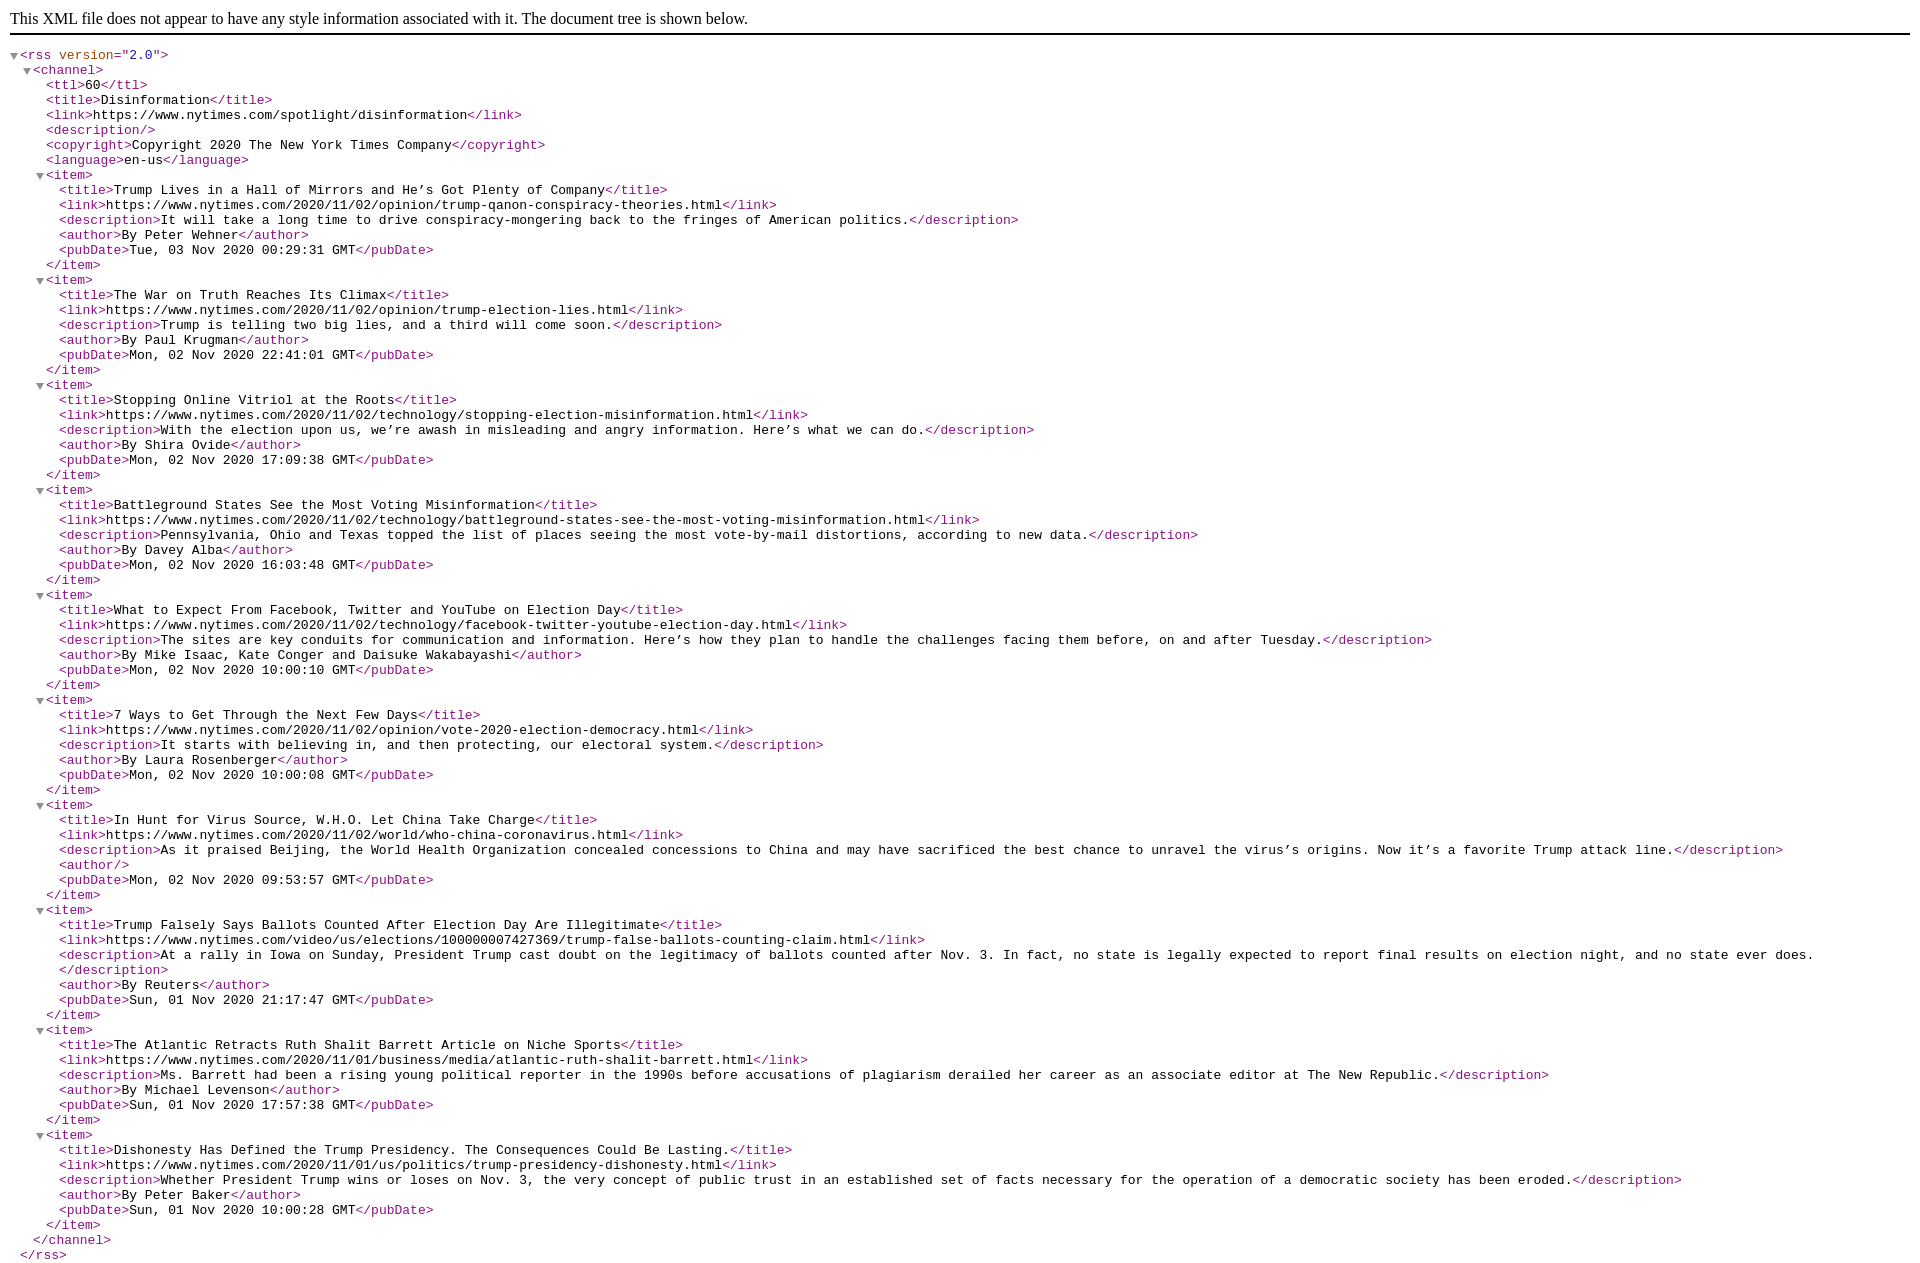 This XML file does not appear to have any style information associated with it. The document tree is shown below.
<rss version="2.0">
<channel>
<ttl>60</ttl>
<title>Disinformation</title>
<link>https://www.nytimes.com/spotlight/disinformation</link>
<description/>
<copyright>Copyright 2020 The New York Times Company</copyright>
<language>en-us</language>
<item>
<title>Trump Lives in a Hall of Mirrors and He’s Got Plenty of Company</title>
<link>https://www.nytimes.com/2020/11/02/opinion/trump-qanon-conspiracy-theories.html</link>
<description>It will take a long time to drive conspiracy-mongering back to the fringes of American politics.</description>
<author>By Peter Wehner</author>
<pubDate>Tue, 03 Nov 2020 00:29:31 GMT</pubDate>
</item>
<item>
<title>The War on Truth Reaches Its Climax</title>
<link>https://www.nytimes.com/2020/11/02/opinion/trump-election-lies.html</link>
<description>Trump is telling two big lies, and a third will come soon.</description>
<author>By Paul Krugman</author>
<pubDate>Mon, 02 Nov 2020 22:41:01 GMT</pubDate>
</item>
<item>
<title>Stopping Online Vitriol at the Roots</title>
<link>https://www.nytimes.com/2020/11/02/technology/stopping-election-misinformation.html</link>
<description>With the election upon us, we’re awash in misleading and angry information. Here’s what we can do.</description>
<author>By Shira Ovide</author>
<pubDate>Mon, 02 Nov 2020 17:09:38 GMT</pubDate>
</item>
<item>
<title>Battleground States See the Most Voting Misinformation</title>
<link>https://www.nytimes.com/2020/11/02/technology/battleground-states-see-the-most-voting-misinformation.html</link>
<description>Pennsylvania, Ohio and Texas topped the list of places seeing the most vote-by-mail distortions, according to new data.</description>
<author>By Davey Alba</author>
<pubDate>Mon, 02 Nov 2020 16:03:48 GMT</pubDate>
</item>
<item>
<title>What to Expect From Facebook, Twitter and YouTube on Election Day</title>
<link>https://www.nytimes.com/2020/11/02/technology/facebook-twitter-youtube-election-day.html</link>
<description>The sites are key conduits for communication and information. Here’s how they plan to handle the challenges facing them before, on and after Tuesday.</description>
<author>By Mike Isaac, Kate Conger and Daisuke Wakabayashi</author>
<pubDate>Mon, 02 Nov 2020 10:00:10 GMT</pubDate>
</item>
<item>
<title>7 Ways to Get Through the Next Few Days</title>
<link>https://www.nytimes.com/2020/11/02/opinion/vote-2020-election-democracy.html</link>
<description>It starts with believing in, and then protecting, our electoral system.</description>
<author>By Laura Rosenberger</author>
<pubDate>Mon, 02 Nov 2020 10:00:08 GMT</pubDate>
</item>
<item>
<title>In Hunt for Virus Source, W.H.O. Let China Take Charge</title>
<link>https://www.nytimes.com/2020/11/02/world/who-china-coronavirus.html</link>
<description>As it praised Beijing, the World Health Organization concealed concessions to China and may have sacrificed the best chance to unravel the virus’s origins. Now it’s a favorite Trump attack line.</description>
<author/>
<pubDate>Mon, 02 Nov 2020 09:53:57 GMT</pubDate>
</item>
<item>
<title>Trump Falsely Says Ballots Counted After Election Day Are Illegitimate</title>
<link>https://www.nytimes.com/video/us/elections/100000007427369/trump-false-ballots-counting-claim.html</link>
<description>At a rally in Iowa on Sunday, President Trump cast doubt on the legitimacy of ballots counted after Nov. 3. In fact, no state is legally expected to report final results on election night, and no state ever does.
</description>
<author>By Reuters</author>
<pubDate>Sun, 01 Nov 2020 21:17:47 GMT</pubDate>
</item>
<item>
<title>The Atlantic Retracts Ruth Shalit Barrett Article on Niche Sports</title>
<link>https://www.nytimes.com/2020/11/01/business/media/atlantic-ruth-shalit-barrett.html</link>
<description>Ms. Barrett had been a rising young political reporter in the 1990s before accusations of plagiarism derailed her career as an associate editor at The New Republic.</description>
<author>By Michael Levenson</author>
<pubDate>Sun, 01 Nov 2020 17:57:38 GMT</pubDate>
</item>
<item>
<title>Dishonesty Has Defined the Trump Presidency. The Consequences Could Be Lasting.</title>
<link>https://www.nytimes.com/2020/11/01/us/politics/trump-presidency-dishonesty.html</link>
<description>Whether President Trump wins or loses on Nov. 3, the very concept of public trust in an established set of facts necessary for the operation of a democratic society has been eroded.</description>
<author>By Peter Baker</author>
<pubDate>Sun, 01 Nov 2020 10:00:28 GMT</pubDate>
</item>
</channel>
</rss>